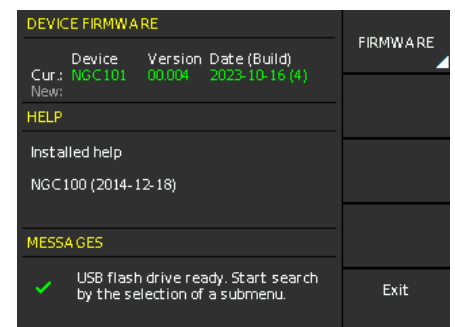 DEVICE FIRMWARE
FIRMWARE
Device Version Date (Build)
Cur.: NGC101 00.004 2023-10-16 (4)
New:
HELP
Installed help
NGC100 (2014-12-18)
MESSAGES
USB flash drive ready. Start search
by the selection of a submenu.
Exit